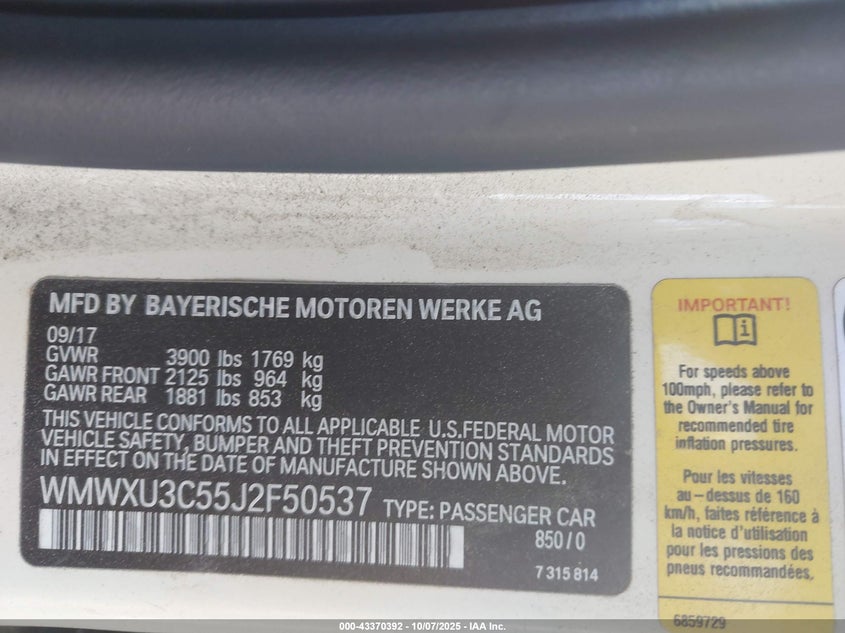 MFD BY BAYERISCHE MOTOREN WERKE AG
09/17
GVWR 3900 lbs 1769 kg
GAWR FRONT 2125 lbs 964 kg
GAWR REAR 1881 lbs 853 kg
THIS VEHICLE CONFORMS TO ALL APPLICABLE U.S.FEDERAL MOTOR
VEHICLE SAFETY, BUMPER AND THEFT PREVENTION STANDARDS
IN EFFECT ON THE DATE OF MANUFACTURE SHOWN ABOVE.
WMWXU3C55J2F50537 TYPE: PASSENGER CAR
850/0
7 315 814
IMPORTANT!
For speeds above
100mph, please refer to
the Owner's Manual for
recommended tire
inflation pressures.
Pour les vitesses
au-dessus de 160
km/h, faites référence à
la notice d'utilisation
pour les pressions des
pneus recommandées.
6859729
000-43370392 - 10/07/2025 - IAA Inc.